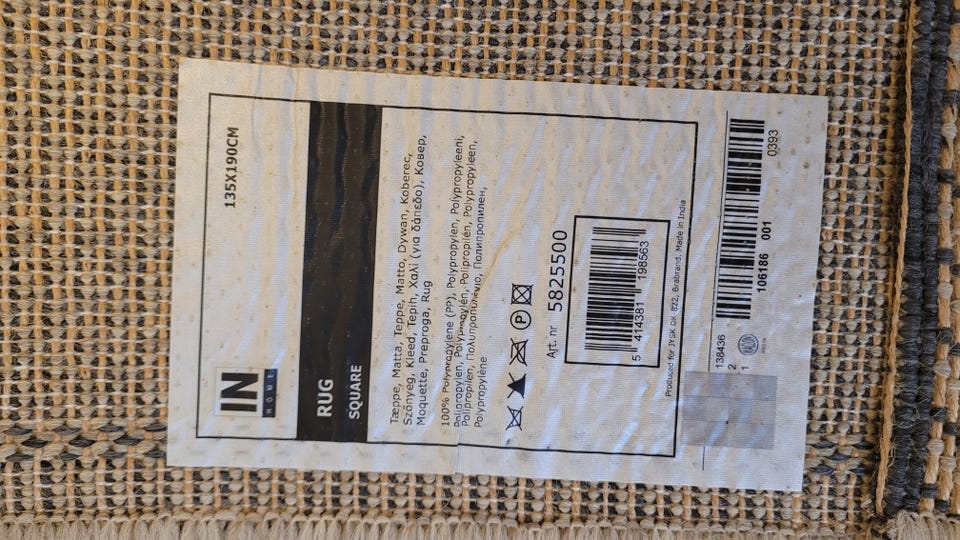 IN
HOME
135X190CM
RUG
SQUARE
Tæppe, Matta, Teppe, Matto, Dywan, Koberec,
Szőnyeg, Kleed, Tepih, Χαλί (για δάπεδο), Ковер,
Moquette, Preproga, Rug
100% Polypropylene (PP), Polypropylen, Polypropyleeni,
Polipropylen, Polypropylén, Polipropilén, Polypropyleen,
Polipropilen, Πολυπροπυλένιο, Полипропилен,
Polypropylène
P
Art. nr 5825500
5 414381 198563
Produced for JYSK DK-822, Brabrand, Made in India
138436
2
1
106186 001 0393